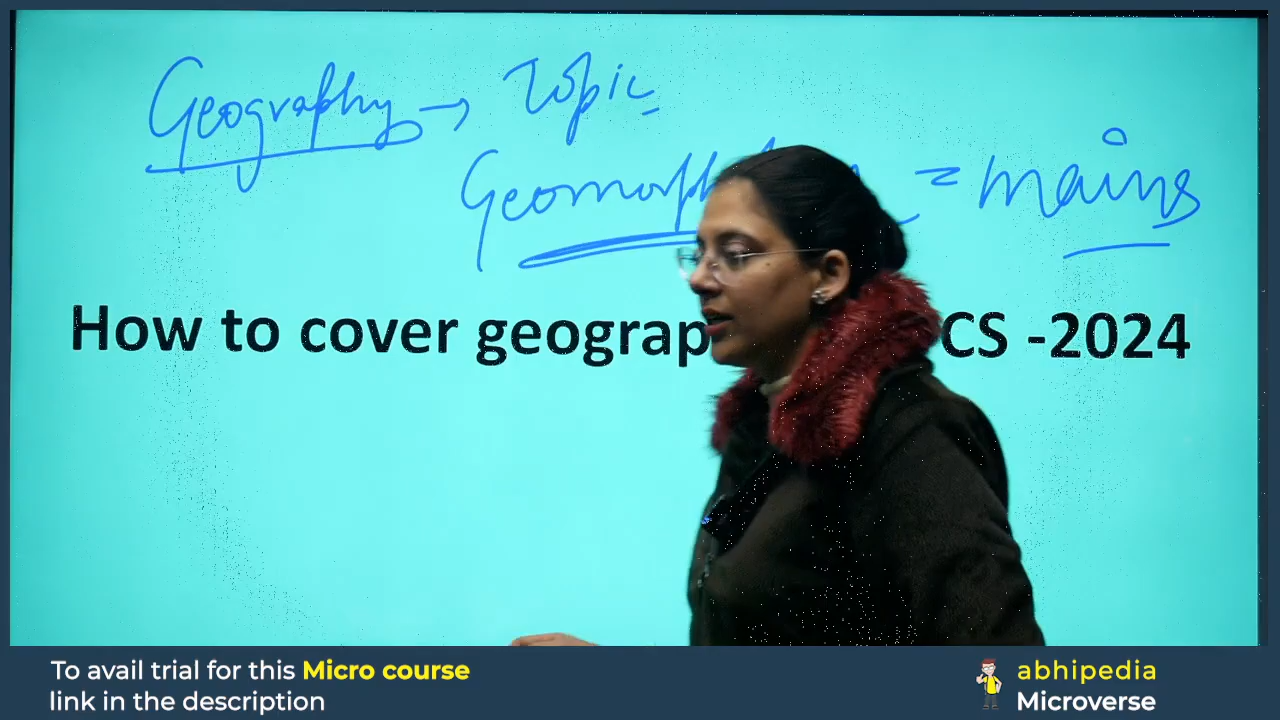 Geography → Topic
Geomorph = mains
How to cover geograp CS -2024
To avail trial for this Micro course
link in the description
abhipedia
Microverse